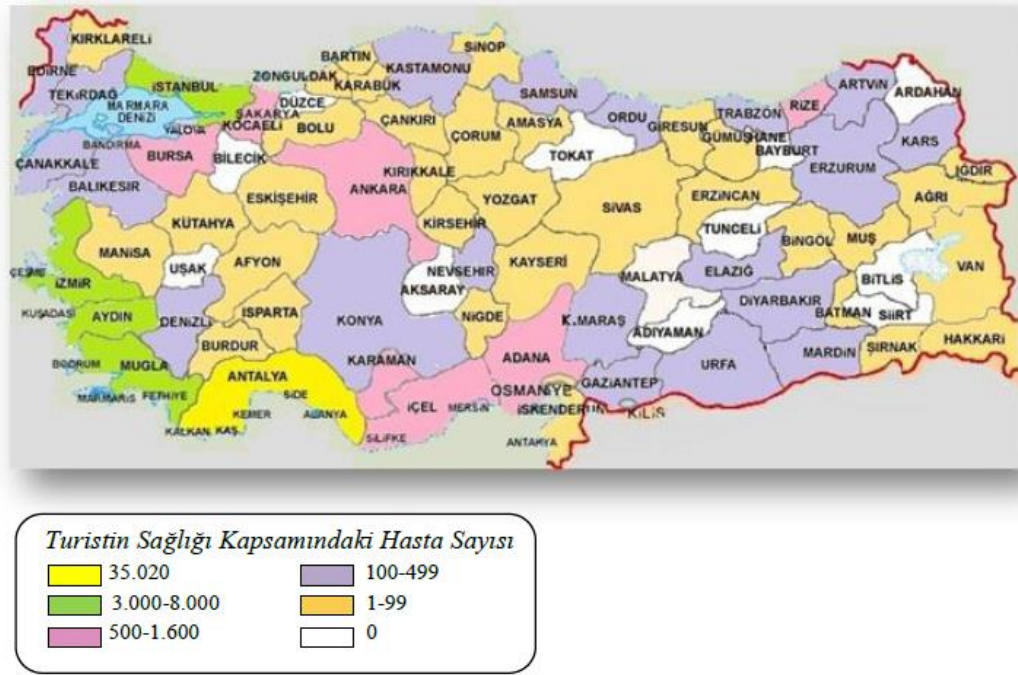 KIRKLARELİ
EDİRNE
TEKİRDAĞ
İSTANBUL
MARMARA
DENİZİ
YALOVA
BANDIRMA
ÇANAKKALE
BALIKESIR
BURSA
KOCAELİ
SAKARYA
DÜZCE
ZONGULDAK
BARTIN
KARABÜK
KASTAMONU
SİNOP
BOLU
BİLECİK
ÇANKIRI
ÇORUM
AMASYA
SAMSUN
ORDU
TOKAT
GİRESUN
GÜMÜŞHANE
TRABZON
BAYBURT
RİZE
ARTVİN
ARDAHAN
KARS
ERZURUM
IĞDIR
AĞRI
ANKARA
KIRIKKALE
ESKİŞEHİR
KÜTAHYA
YOZGAT
KİRSEHİR
SİVAS
ERZİNCAN
TUNCELİ
BİNGÖL
MUŞ
VAN
BİTLİS
MANİSA
UŞAK
AFYON
ÇEŞME
İZMİR
KUŞADASİ
AYDIN
DENİZLİ
ISPARTA
BURDUR
KONYA
AKSARAY
NEVSEHIR
NİGDE
KAYSERİ
MALATYA
ELAZIĞ
ADIYAMAN
DİYARBAKIR
BATMAN
SİİRT
K.MARAŞ
BODRUM
MUGLA
MARMARİS
FETHİYE
ANTALYA
SİDE
KEMER
ALANYA
KALKAN KAŞ
KARAMAN
İÇEL
MERSİN
SİLİFKE
ADANA
OSMANİYE
İSKENDERUN
ANTAKYA
GAZİANTEP
KİLİS
URFA
MARDİN
ŞIRNAK
HAKKARİ
Turistin Sağlığı Kapsamındaki Hasta Sayısı
35.020 100-499
3.000-8.000 1-99
500-1.600 0